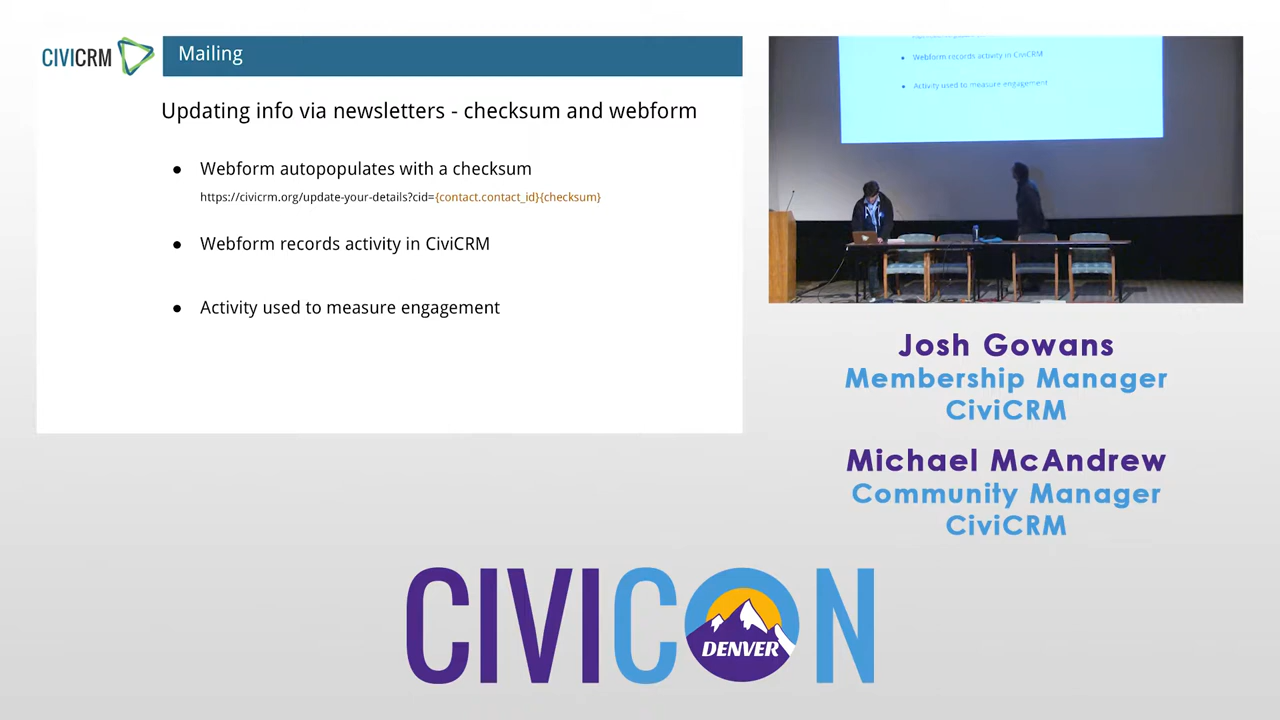 CIVICRM
Mailing
Updating info via newsletters - checksum and webform
● Webform autopopulates with a checksum
https://civicrm.org/update-your-details?cid={contact.contact_id}{checksum}
● Webform records activity in CiviCRM
● Activity used to measure engagement
● Webform records activity in CiviCRM
● Activity used to measure engagement
Josh Gowans
Membership Manager
CiviCRM
Michael McAndrew
Community Manager
CiviCRM
CIVICON
DENVER